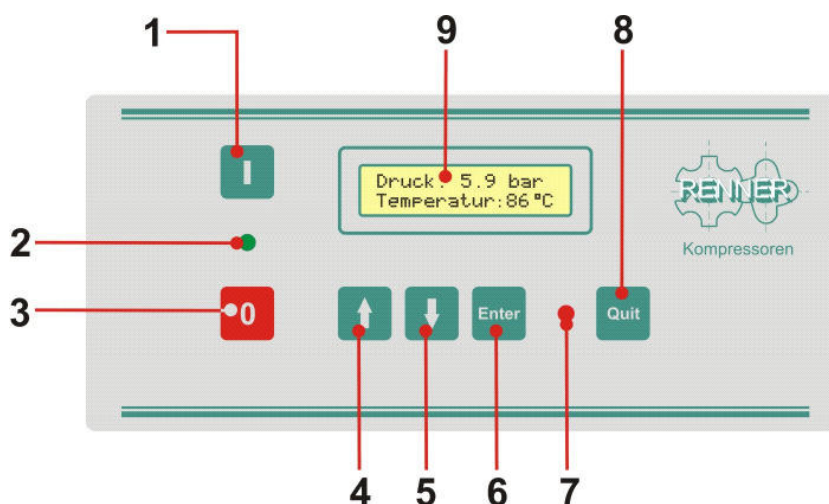 1
9
8
I
Druck: 5.9 bar
Temperatur:86°C
RENNER
Kompressoren
2
3
0
Enter
Quit
4
5
6
7